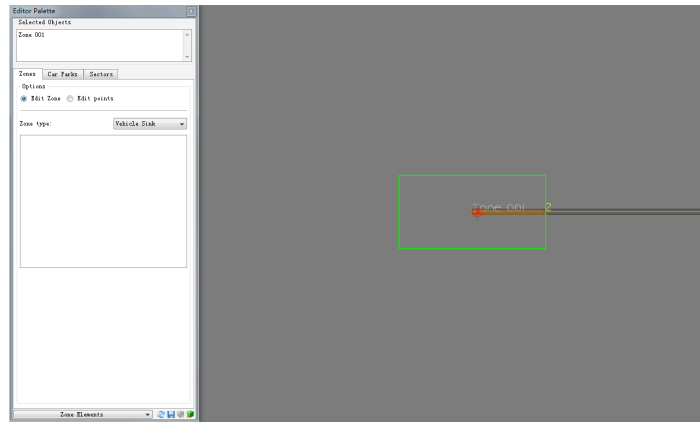 Editor Palette
Selected Objects
Zone 001
Zones Car Parks Sectors
Options
Edit Zone Edit points
Zone type: Vehicle Sink
Zone 001 2
Zone Elements